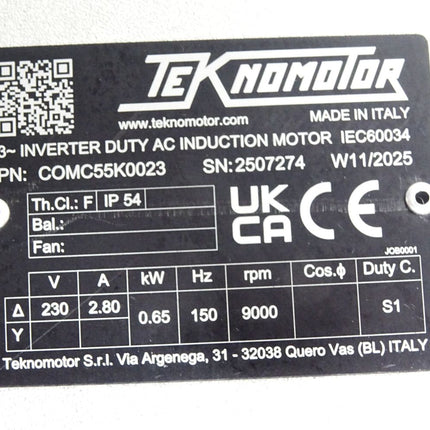 TEKNOMOTOR
www.teknomotor.com MADE IN ITALY
3~ INVERTER DUTY AC INDUCTION MOTOR IEC60034
PN: COMC55K0023 SN:2507274 W11/2025
Th.Cl.: F IP 54
Bal.:
Fan:
UK
CA CE
JOB0001
V A kW Hz rpm Cos.ϕ Duty C.
Δ 230 2.80 0.65 150 9000 S1
Y
Teknomotor S.r.l. Via Argenega, 31 - 32038 Quero Vas (BL) ITALY